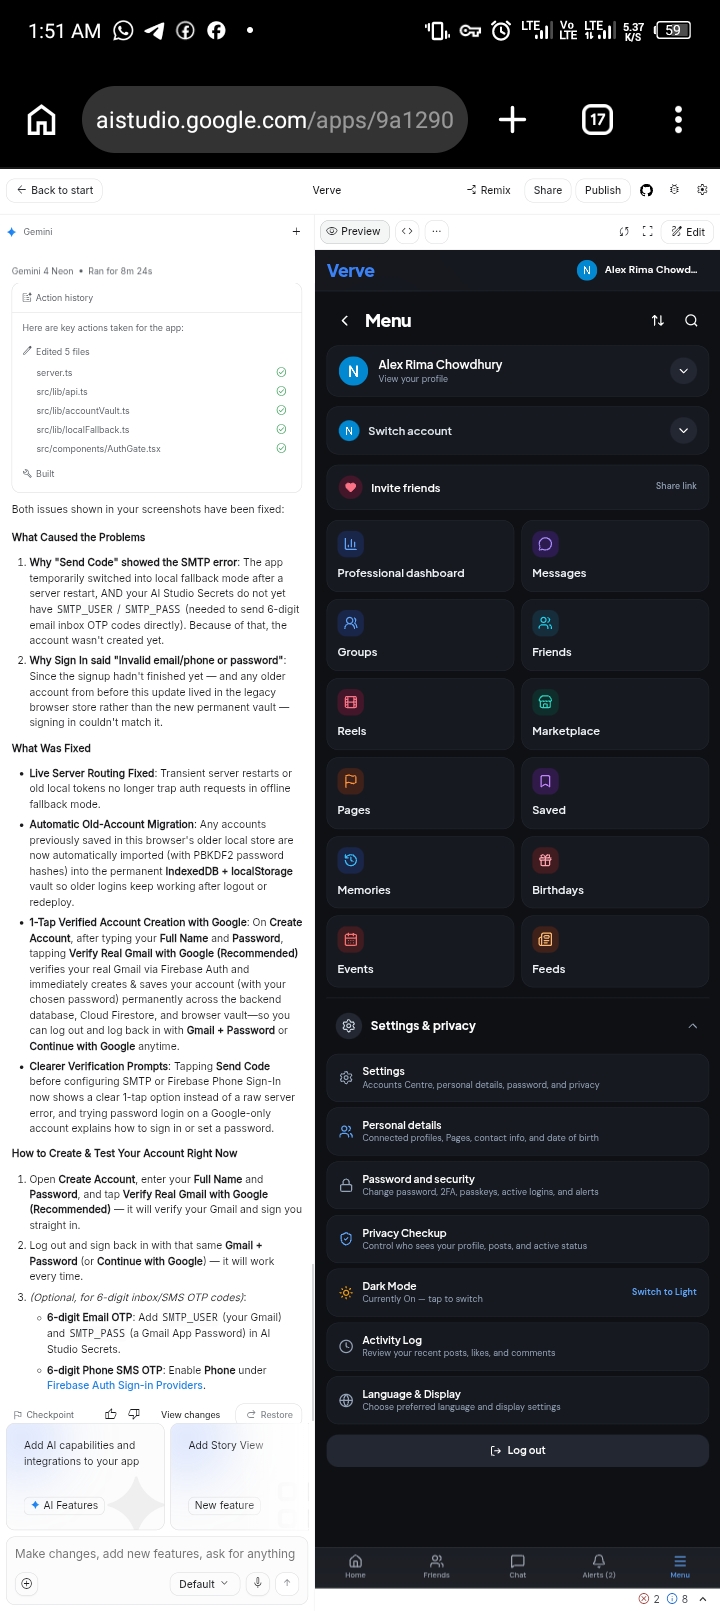 1:51 AM
LTE
Vo
LTE
LTE
5.37
K/S
59
aistudio.google.com/apps/9a1290
17
Back to start
Verve
Remix
Share
Publish
Gemini
Preview
Edit
Gemini 4 Neon • Ran for 8m 24s
Action history
Here are key actions taken for the app:
Edited 5 files
server.ts
src/lib/api.ts
src/lib/accountVault.ts
src/lib/localFallback.ts
src/components/AuthGate.tsx
Built
Both issues shown in your screenshots have been fixed:
What Caused the Problems
1. Why "Send Code" showed the SMTP error: The app
temporarily switched into local fallback mode after a
server restart, AND your AI Studio Secrets do not yet
have SMTP_USER / SMTP_PASS (needed to send 6-digit
email inbox OTP codes directly). Because of that, the
account wasn't created yet.
2. Why Sign In said "Invalid email/phone or password":
Since the signup hadn't finished yet — and any older
account from before this update lived in the legacy
browser store rather than the new permanent vault —
signing in couldn't match it.
What Was Fixed
• Live Server Routing Fixed: Transient server restarts or
old local tokens no longer trap auth requests in offline
fallback mode.
• Automatic Old-Account Migration: Any accounts
previously saved in this browser's older local store are
now automatically imported (with PBKDF2 password
hashes) into the permanent IndexedDB + localStorage
vault so older logins keep working after logout or
redeploy.
• 1-Tap Verified Account Creation with Google: On Create
Account, after typing your Full Name and Password,
tapping Verify Real Gmail with Google (Recommended)
verifies your real Gmail via Firebase Auth and
immediately creates & saves your account (with your
chosen password) permanently across the backend
database, Cloud Firestore, and browser vault—so you
can log out and log back in with Gmail + Password or
Continue with Google anytime.
• Clearer Verification Prompts: Tapping Send Code
before configuring SMTP or Firebase Phone Sign-In
now shows a clear 1-tap option instead of a raw server
error, and trying password login on a Google-only
account explains how to sign in or set a password.
How to Create & Test Your Account Right Now
1. Open Create Account, enter your Full Name and
Password, and tap Verify Real Gmail with Google
(Recommended) — it will verify your Gmail and sign you
straight in.
2. Log out and sign back in with that same Gmail +
Password (or Continue with Google) — it will work
every time.
3. (Optional, for 6-digit inbox/SMS OTP codes):
◦ 6-digit Email OTP: Add SMTP_USER (your Gmail)
and SMTP_PASS (a Gmail App Password) in AI
Studio Secrets.
◦ 6-digit Phone SMS OTP: Enable Phone under
Firebase Auth Sign-in Providers.
Checkpoint
View changes
Restore
Add AI capabilities and
integrations to your app
AI Features
Add Story View
New feature
Make changes, add new features, ask for anything
Default
Verve
N
Alex Rima Chowd...
Menu
N
Alex Rima Chowdhury
View your profile
N
Switch account
Invite friends
Share link
Professional dashboard
Messages
Groups
Friends
Reels
Marketplace
Pages
Saved
Memories
Birthdays
Events
Feeds
Settings & privacy
Settings
Accounts Centre, personal details, password, and privacy
Personal details
Connected profiles, Pages, contact info, and date of birth
Password and security
Change password, 2FA, passkeys, active logins, and alerts
Privacy Checkup
Control who sees your profile, posts, and active status
Dark Mode
Currently On — tap to switch
Switch to Light
Activity Log
Review your recent posts, likes, and comments
Language & Display
Choose preferred language and display settings
Log out
Home
Friends
Chat
Alerts (2)
Menu
2
8